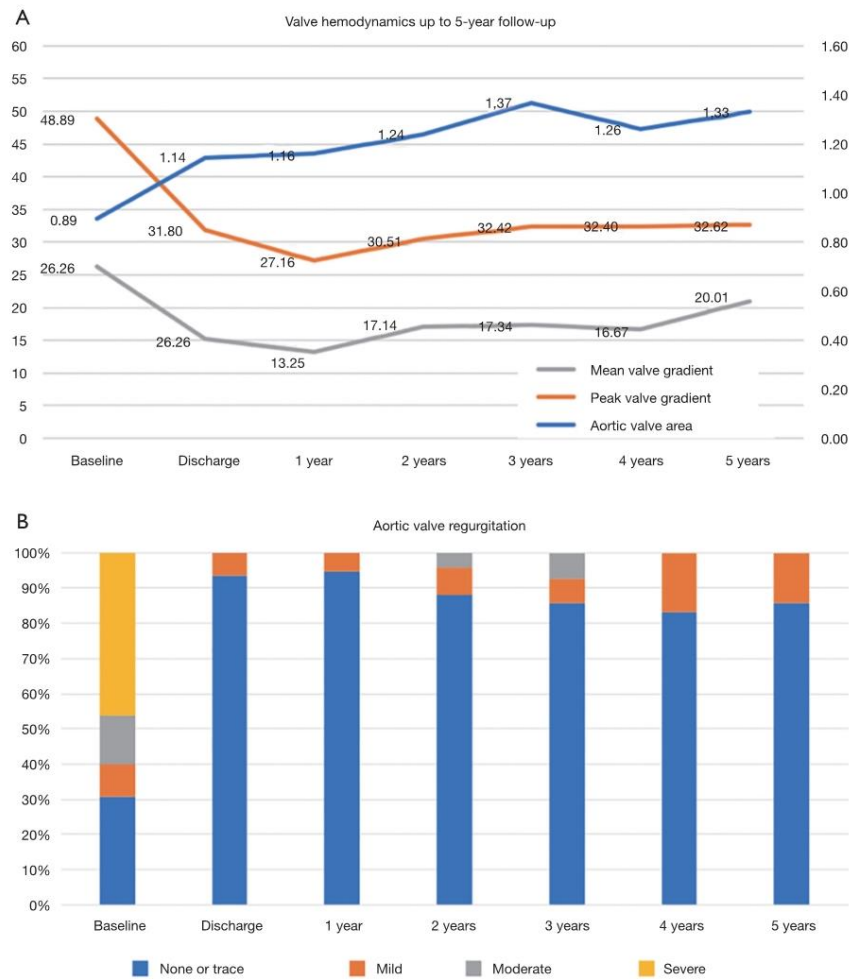 A
Valve hemodynamics up to 5-year follow-up
60 1.60
55
50 1.40
45 1.20
40
35 1.00
30 0.80
25
20 0.60
15 0.40
10
5 0.20
0 0.00
48.89 31.80 27.16 30.51 32.42 32.40 32.62
0.89 1.14 1.16 1.24 1,37 1.26 1.33
26.26 26.26 13.25 17.14 17.34 16.67 20.01
Mean valve gradient
Peak valve gradient
Aortic valve area
Baseline Discharge 1 year 2 years 3 years 4 years 5 years
B
Aortic valve regurgitation
100%
90%
80%
70%
60%
50%
40%
30%
20%
10%
0%
Baseline Discharge 1 year 2 years 3 years 4 years 5 years
None or trace Mild Moderate Severe